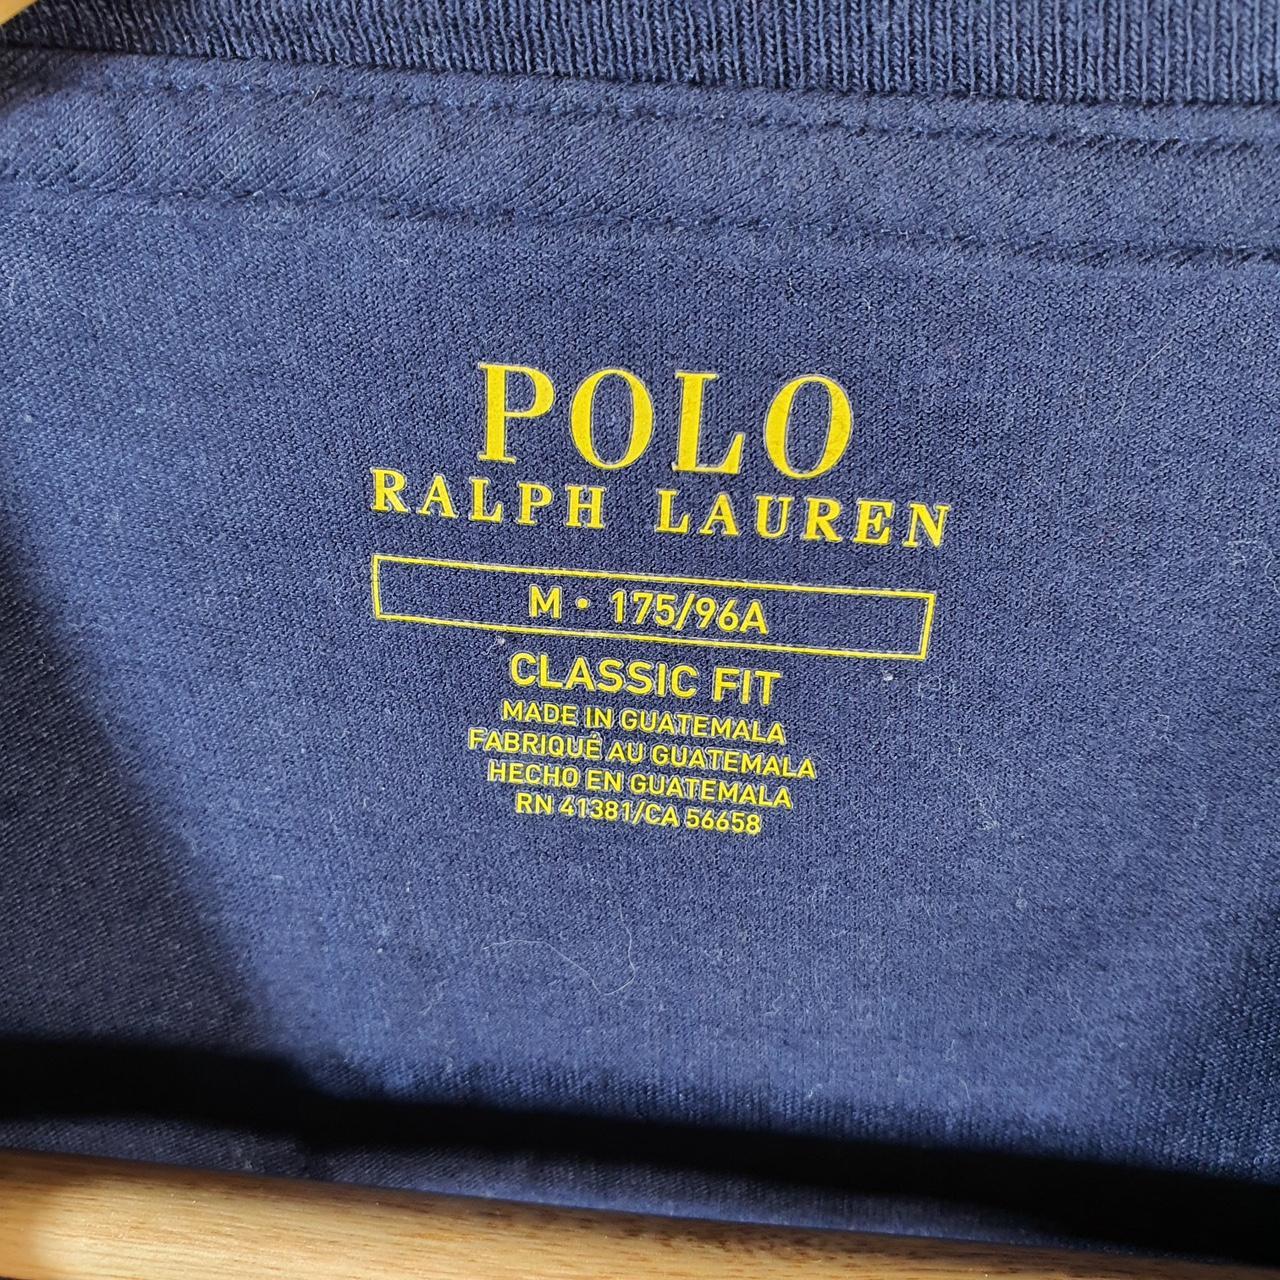 POLO
RALPH LAUREN
M • 175/96A
CLASSIC FIT
MADE IN GUATEMALA
FABRIQUÉ AU GUATEMALA
HECHO EN GUATEMALA
RN 41381/CA 56658